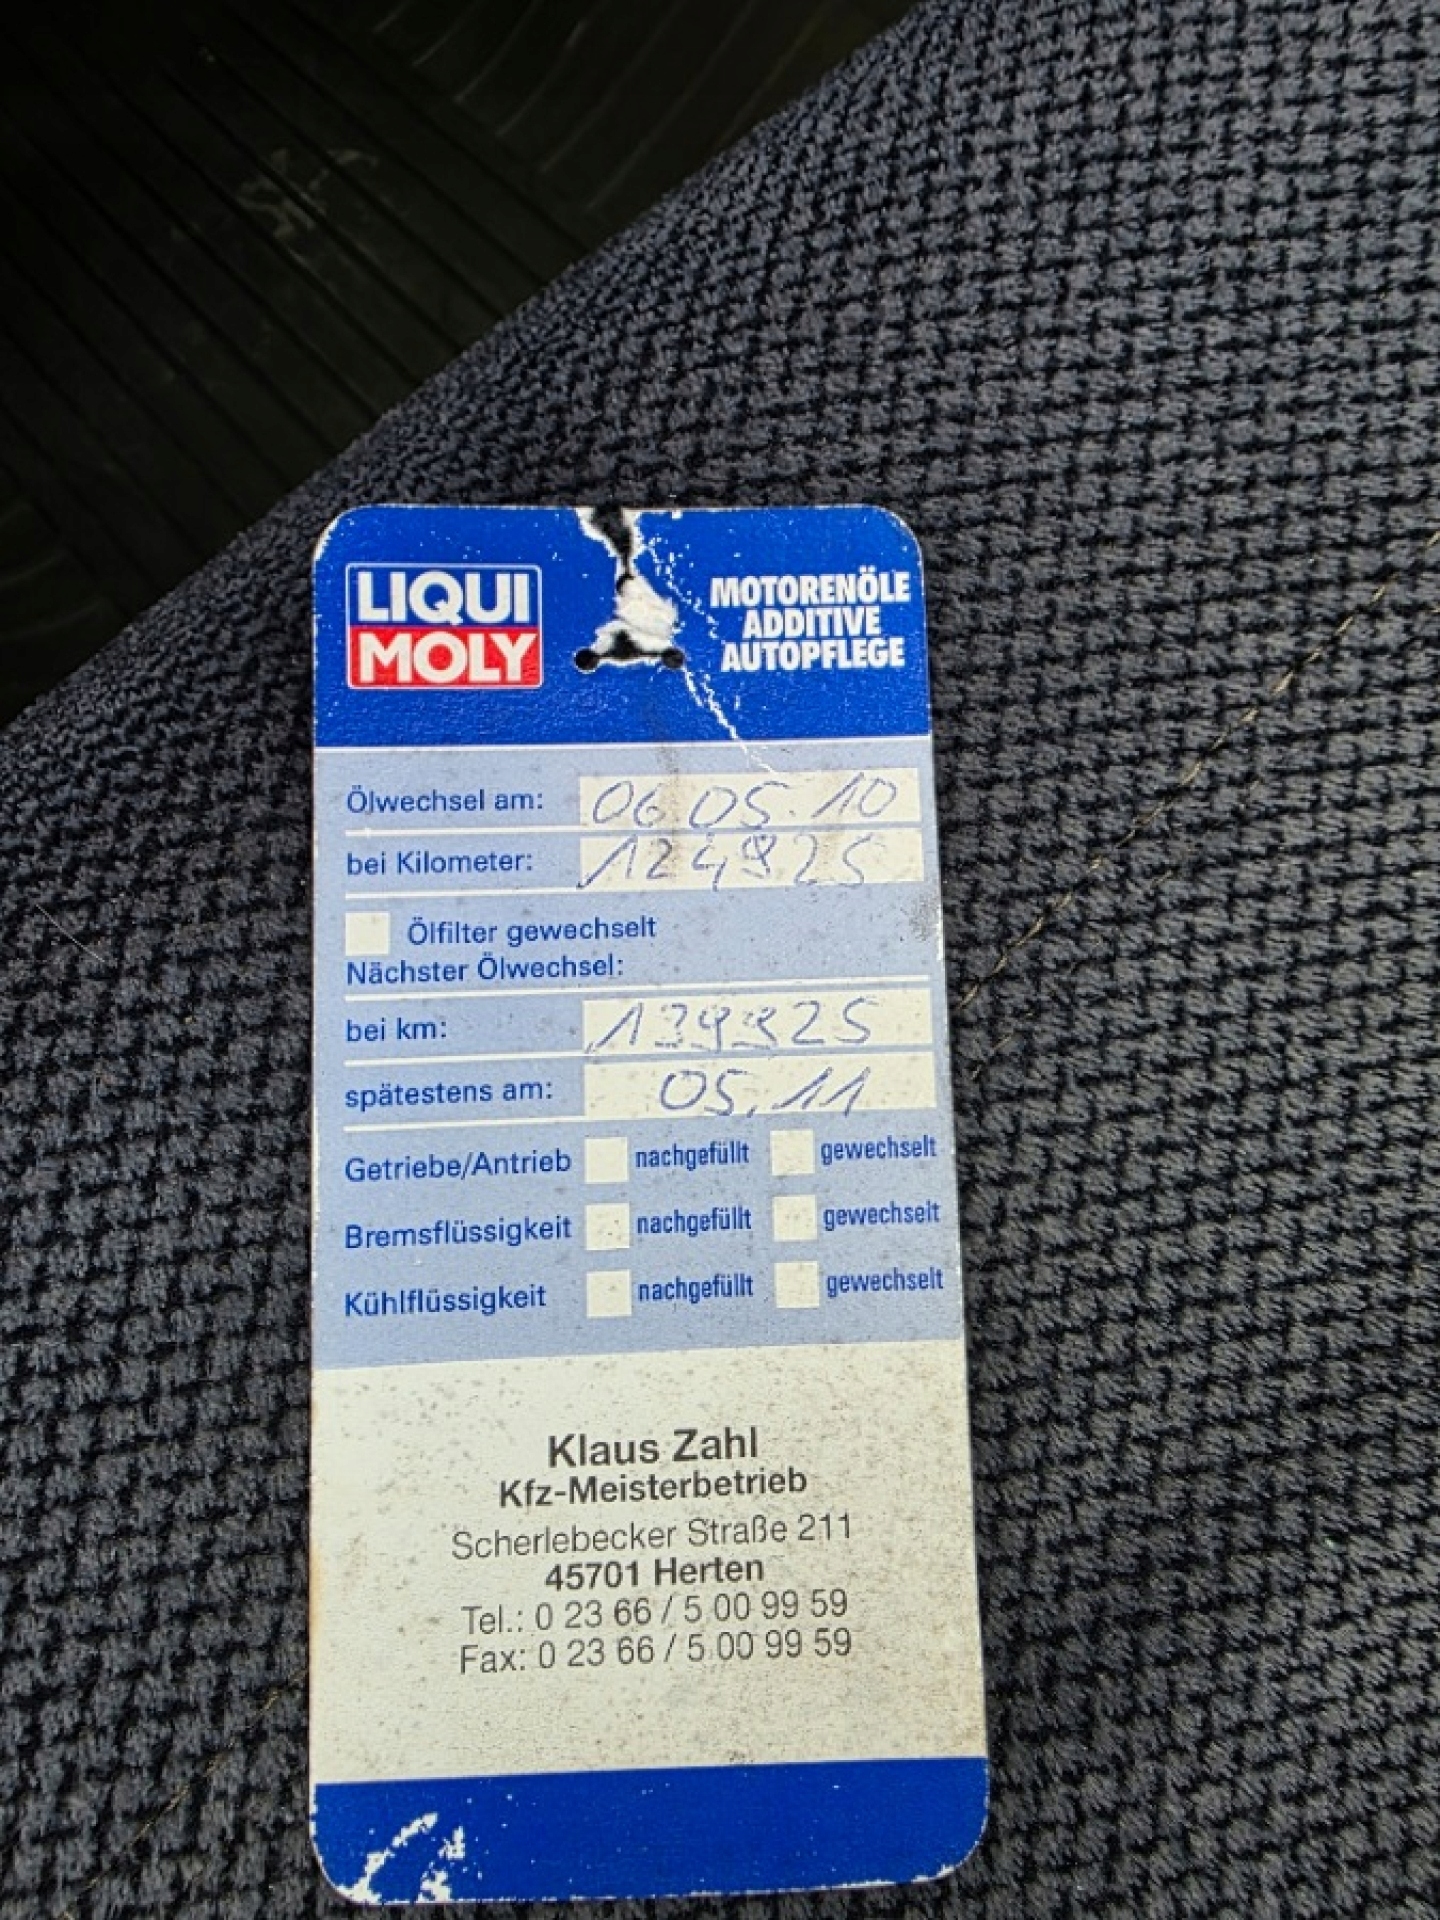 LIQUI
MOLY
MOTORENÖLE
ADDITIVE
AUTOPFLEGE
Ölwechsel am: 06 05. 10
bei Kilometer: 124925
Ölfilter gewechselt
Nächster Ölwechsel:
bei km: 139925
spätestens am: 05. 11
Getriebe/Antrieb nachgefüllt gewechselt
Bremsflüssigkeit nachgefüllt gewechselt
Kühlflüssigkeit nachgefüllt gewechselt
Klaus Zahl
Kfz-Meisterbetrieb
Scherlebecker Straße 211
45701 Herten
Tel.: 0 23 66 / 5 00 99 59
Fax: 0 23 66 / 5 00 99 59